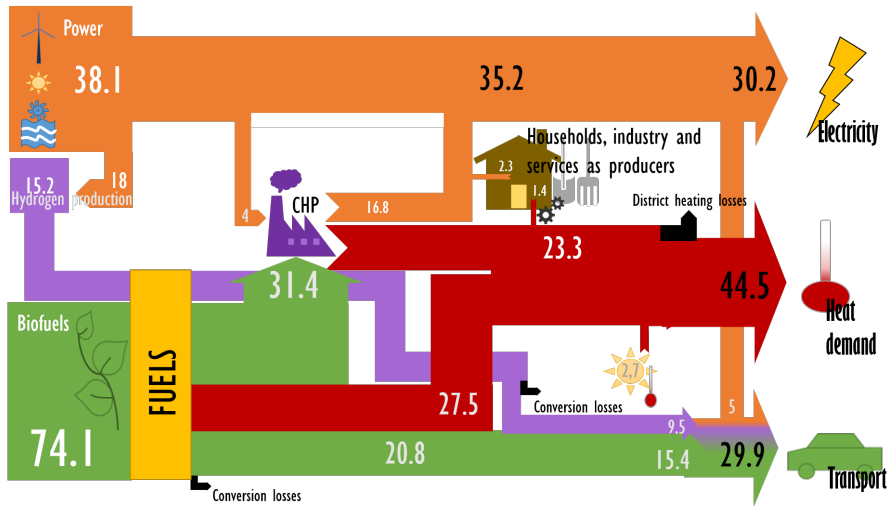 Power
38.1
35.2
30.2
Electricity
Households, industry and
services as producers
2.3
1.4
15.2
18
Hydrogen production
4
CHP
16.8
District heating losses
23.3
31.4
44.5
Heat
demand
Biofuels
FUELS
2,7
27.5
Conversion losses
5
9.5
74.1
20.8
15.4
29.9
Transport
Conversion losses